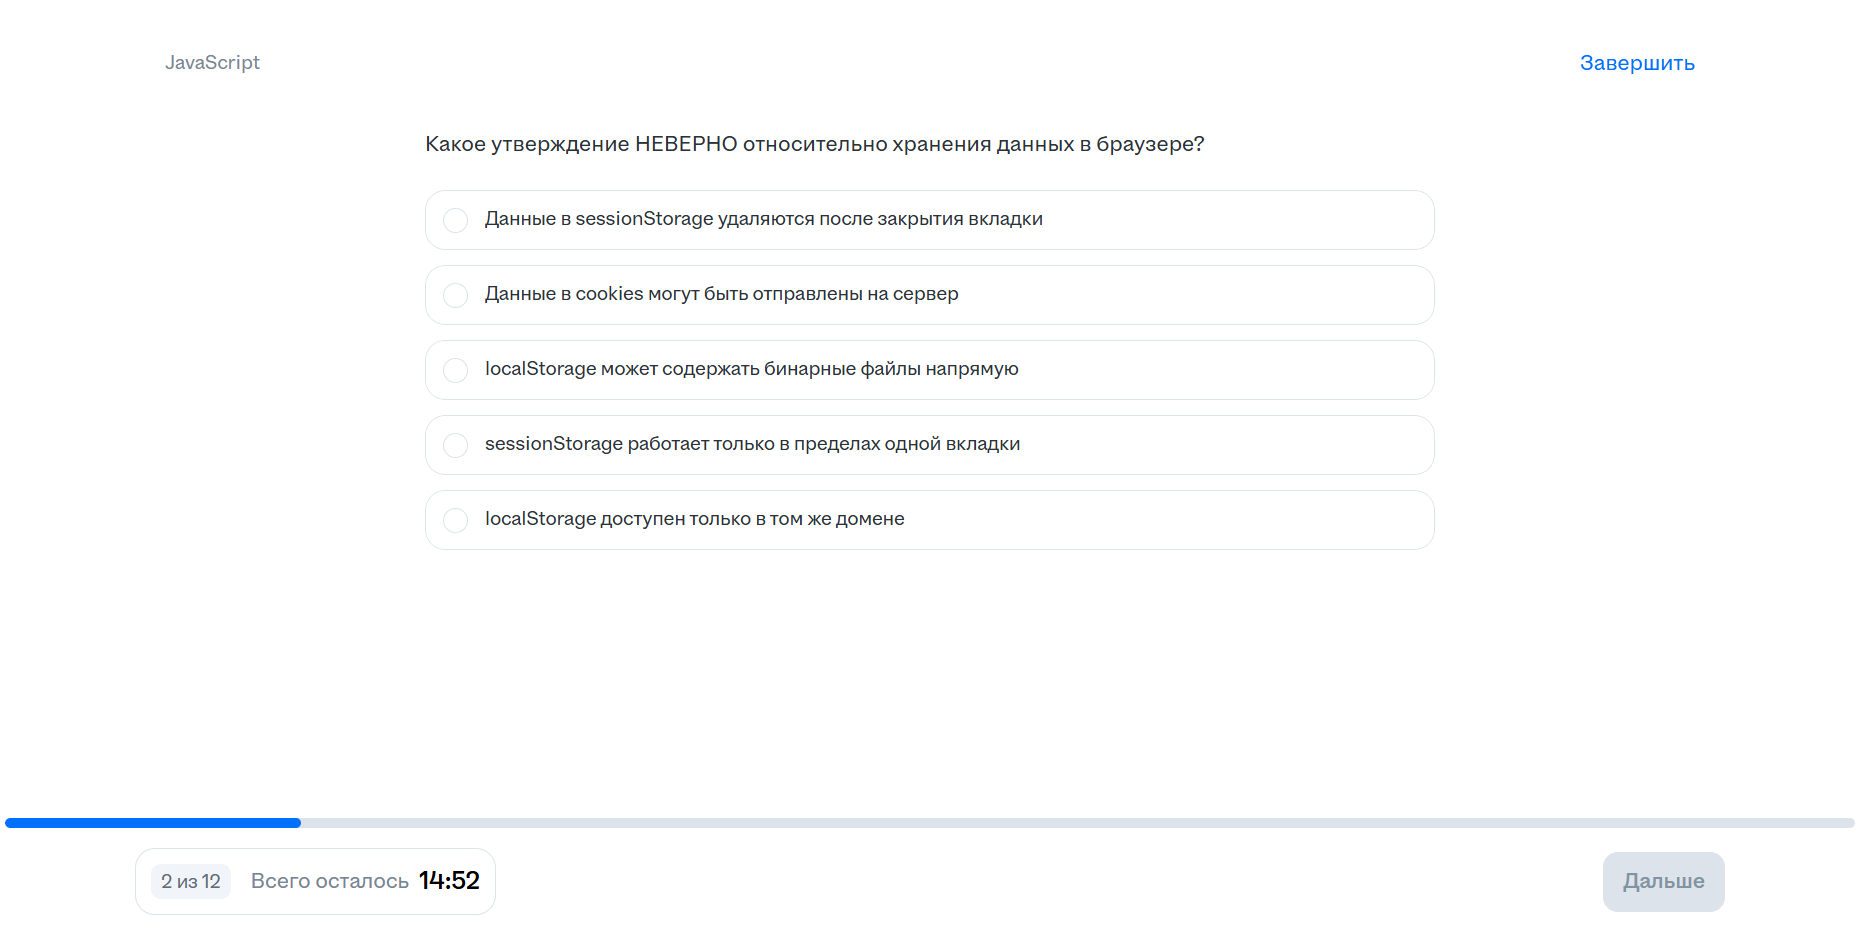 JavaScript
Завершить
Какое утверждение НЕВЕРНО относительно хранения данных в браузере?
Данные в sessionStorage удаляются после закрытия вкладки
Данные в cookies могут быть отправлены на сервер
localStorage может содержать бинарные файлы напрямую
sessionStorage работает только в пределах одной вкладки
localStorage доступен только в том же домене
2 из 12 Всего осталось 14:52
Дальше